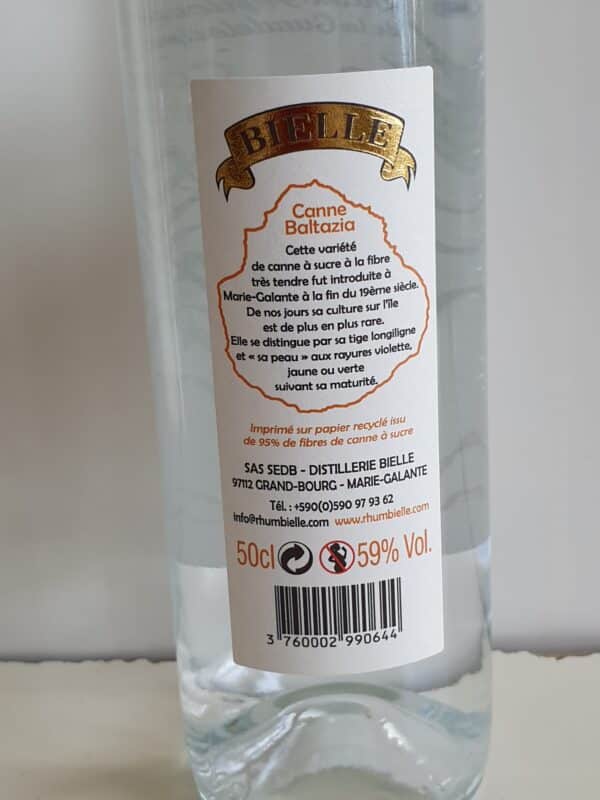 BIELLE
Canne
Baltazia
Cette variété
de canne à sucre à la fibre
très tendre fut introduite à
Marie-Galante à la fin du 19ème siècle.
De nos jours sa culture sur l'île
est de plus en plus rare.
Elle se distingue par sa tige longiligne
et « sa peau » aux rayures violette,
jaune ou verte
suivant sa maturité.
Imprimé sur papier recyclé issu
de 95% de fibres de canne à sucre
SAS SEDB - DISTILLERIE BIELLE
97112 GRAND-BOURG - MARIE-GALANTE
Tél. : +590(0)590 97 93 62
info@rhumbielle.com www.rhumbielle.com
50cl 59% Vol.
3 760002 990644